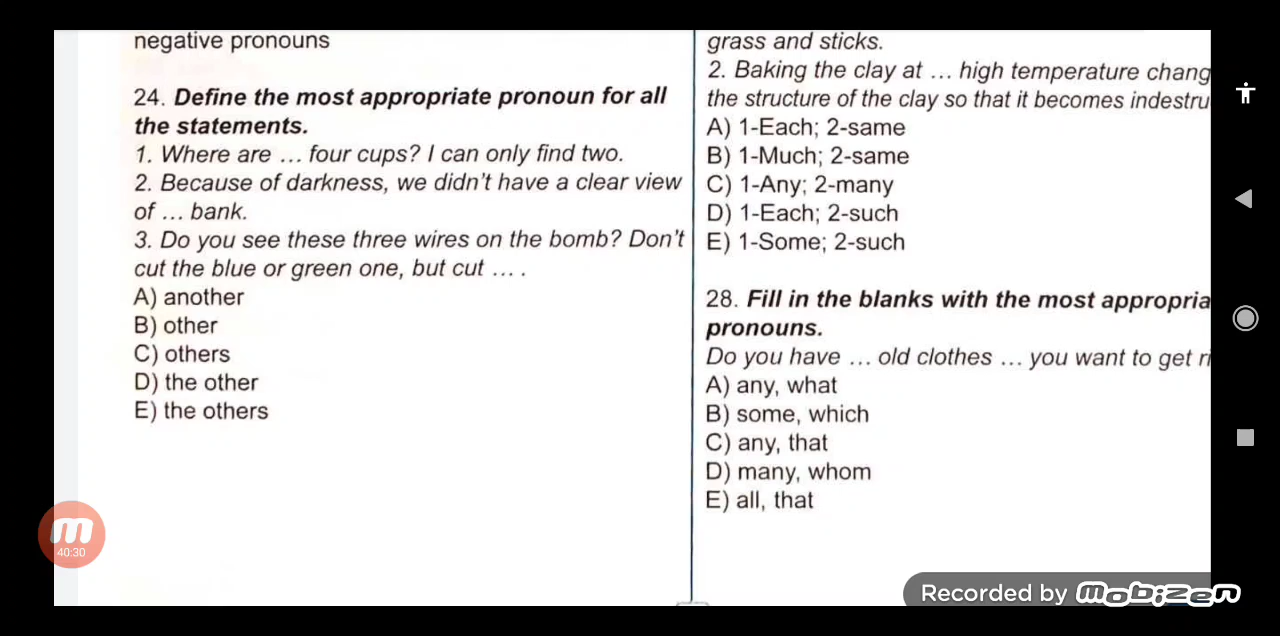 negative pronouns
24. Define the most appropriate pronoun for all
the statements.
1. Where are … four cups? I can only find two.
2. Because of darkness, we didn't have a clear view
of … bank.
3. Do you see these three wires on the bomb? Don't
cut the blue or green one, but cut … .
A) another
B) other
C) others
D) the other
E) the others
grass and sticks.
2. Baking the clay at … high temperature chang
the structure of the clay so that it becomes indestru
A) 1-Each; 2-same
B) 1-Much; 2-same
C) 1-Any; 2-many
D) 1-Each; 2-such
E) 1-Some; 2-such
28. Fill in the blanks with the most appropria
pronouns.
Do you have … old clothes … you want to get ri
A) any, what
B) some, which
C) any, that
D) many, whom
E) all, that
40:30
Recorded by Mobizen